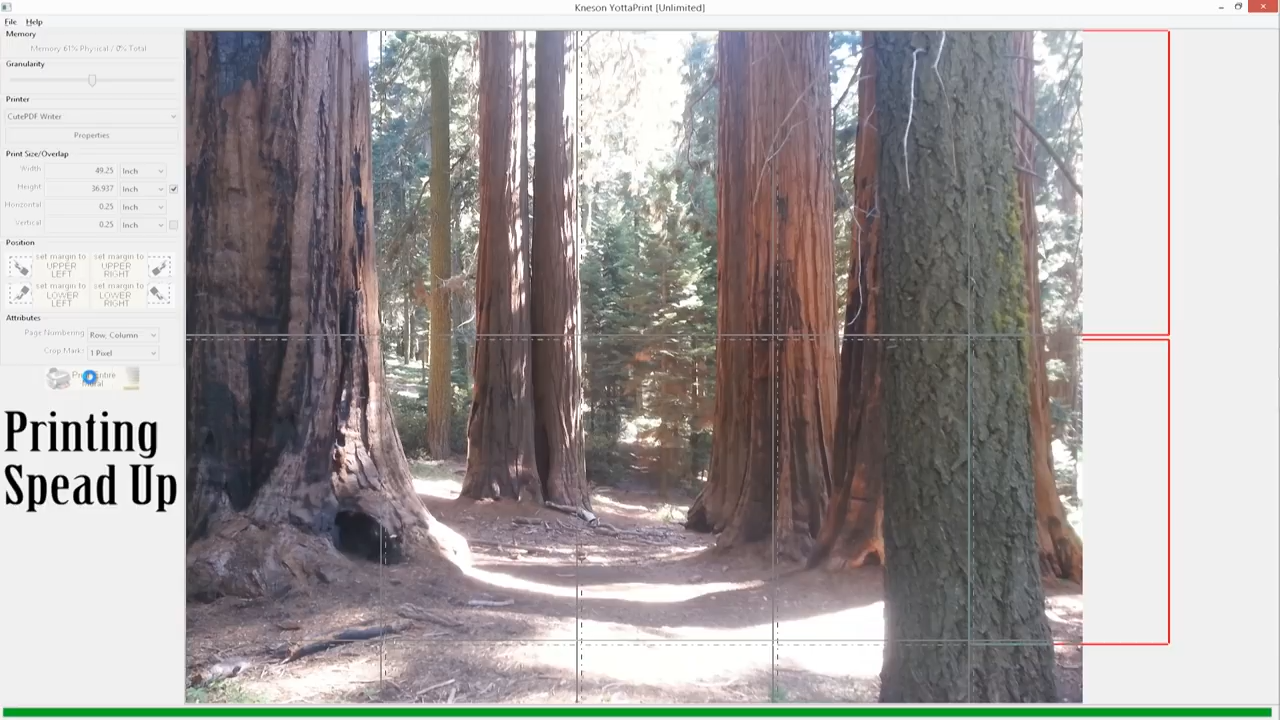 Kneson YottaPrint [Unlimited]
File Help
Memory
Memory: 61% Physical / 0% Total
Granularity
Printer
CutePDF Writer
Properties
Print Size/Overlap
Width 49.25 Inch
Height 36.937 Inch
Horizontal 0.25 Inch
Vertical 0.25 Inch
Position
set margin to UPPER LEFT
set margin to UPPER RIGHT
set margin to LOWER LEFT
set margin to LOWER RIGHT
Attributes
Page Numbering Row, Column
Crop Mark: 1 Pixel
Printing
Spead Up